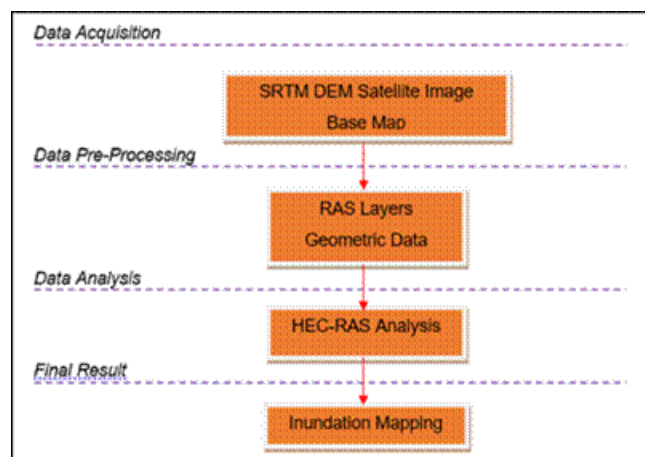 Data Acquisition
SRTM DEM Satellite Image
Base Map
Data Pre-Processing
RAS Layers
Geometric Data
Data Analysis
HEC-RAS Analysis
Final Result
Inundation Mapping